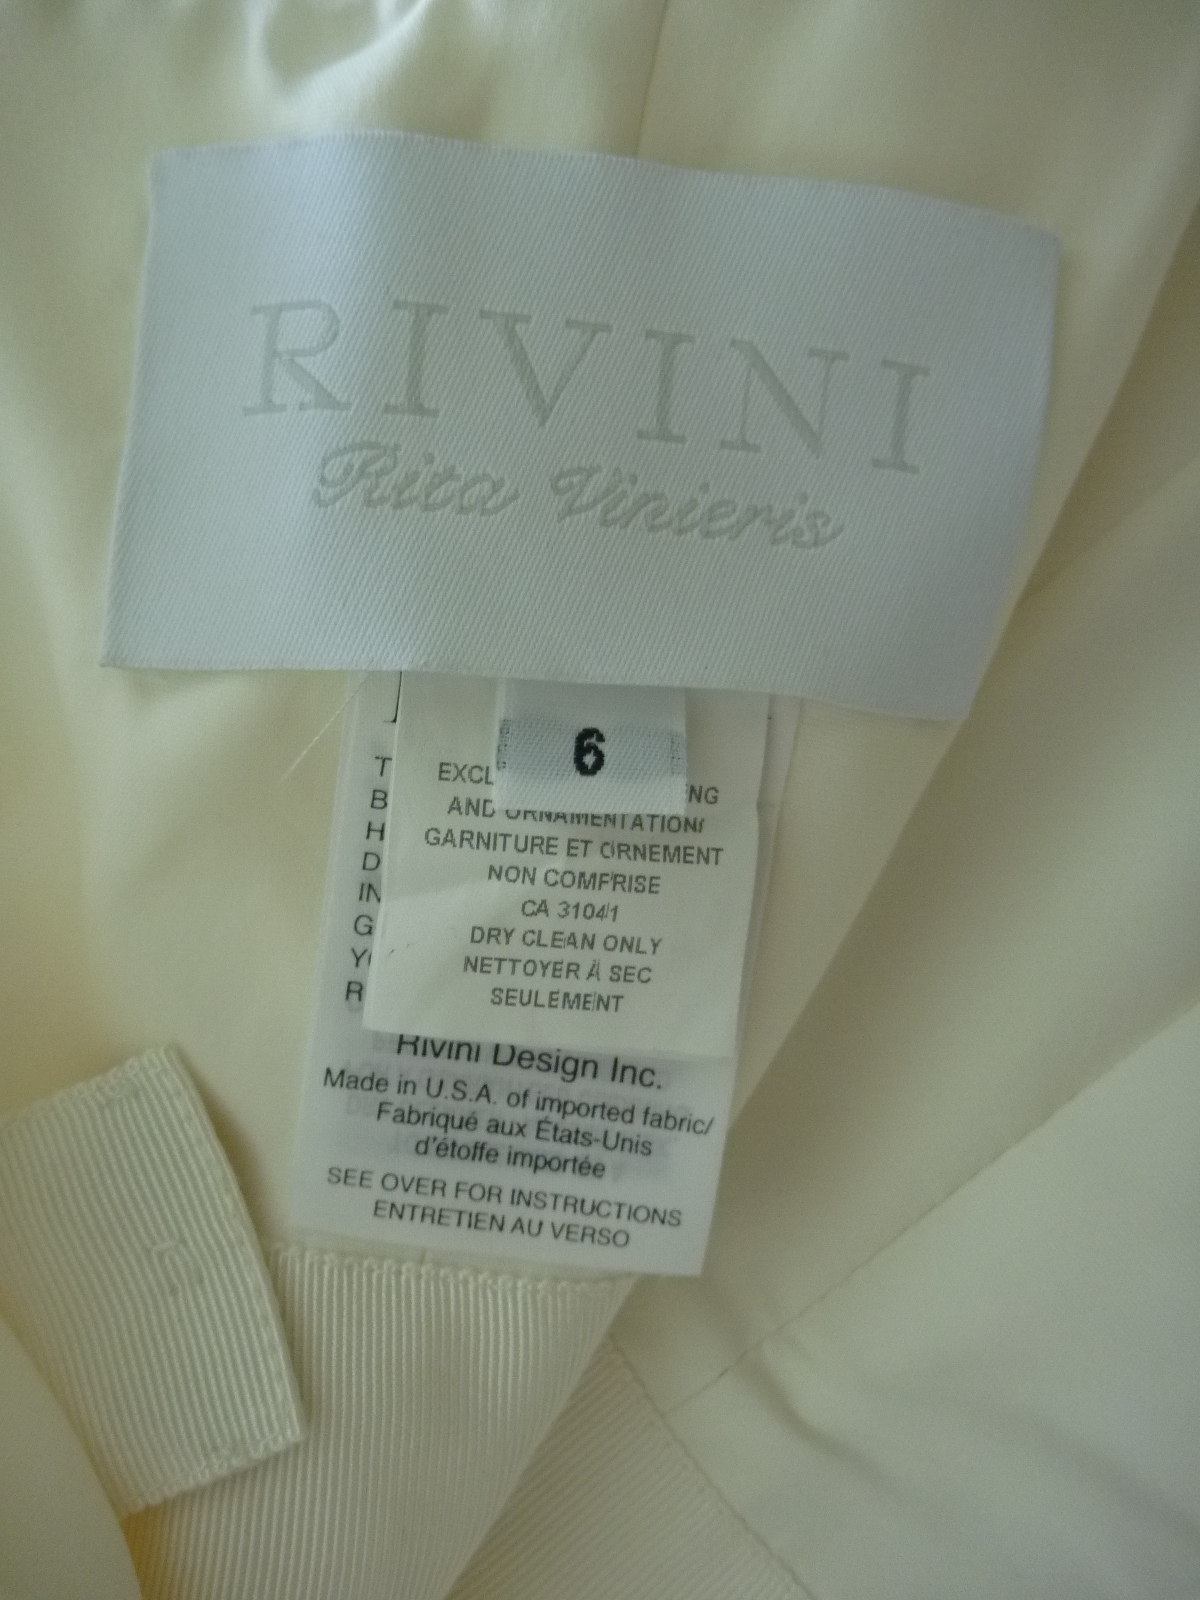 RIVINI
Rita Vinieris
6
AND ORNAMENTATION/
GARNITURE ET ORNEMENT
NON COMPRISE
CA 31041
DRY CLEAN ONLY
NETTOYER À SEC
SEULEMENT
Rivini Design Inc.
Made in U.S.A. of imported fabric/
Fabriqué aux États-Unis
d'étoffe importée
SEE OVER FOR INSTRUCTIONS
ENTRETIEN AU VERSO